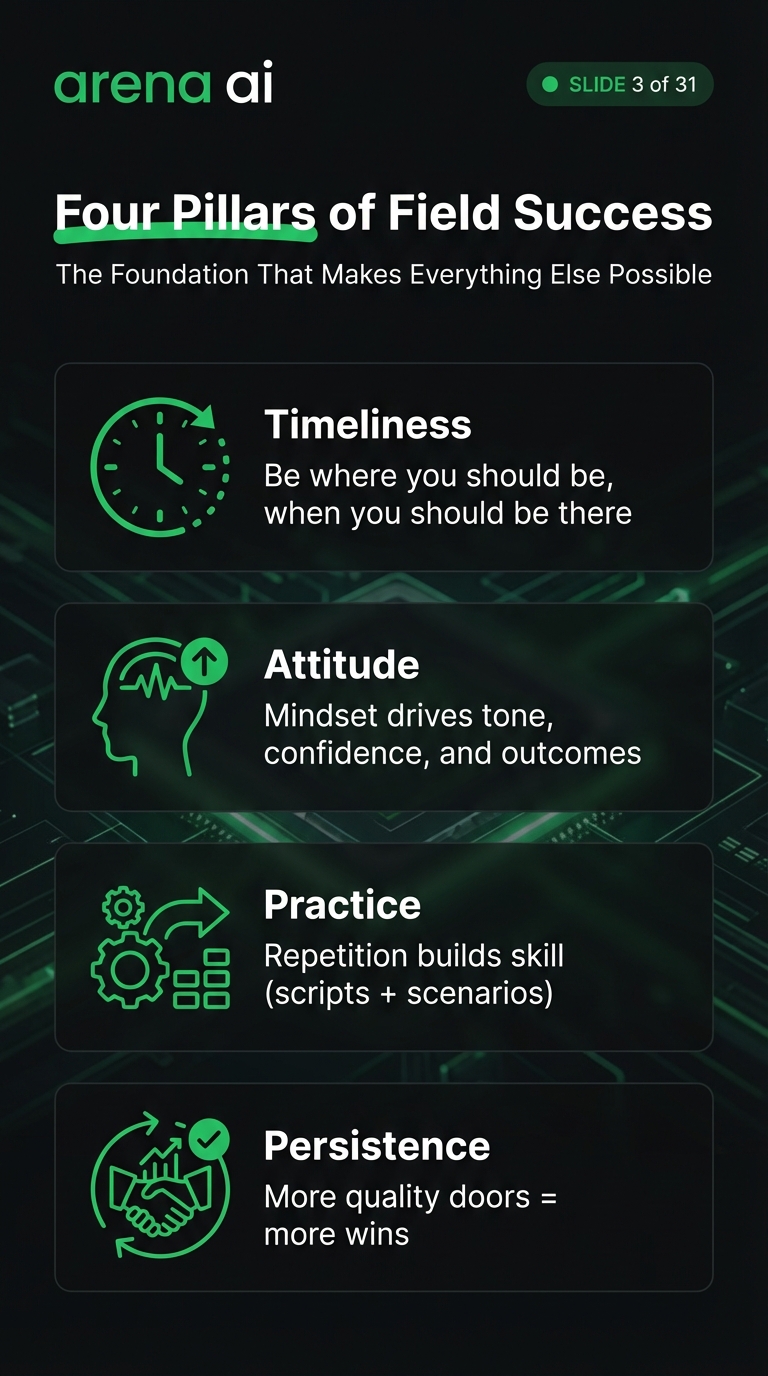 arena ai
SLIDE 3 of 31
Four Pillars of Field Success
The Foundation That Makes Everything Else Possible
Timeliness
Be where you should be,
when you should be there
Attitude
Mindset drives tone,
confidence, and outcomes
Practice
Repetition builds skill
(scripts + scenarios)
Persistence
More quality doors =
more wins